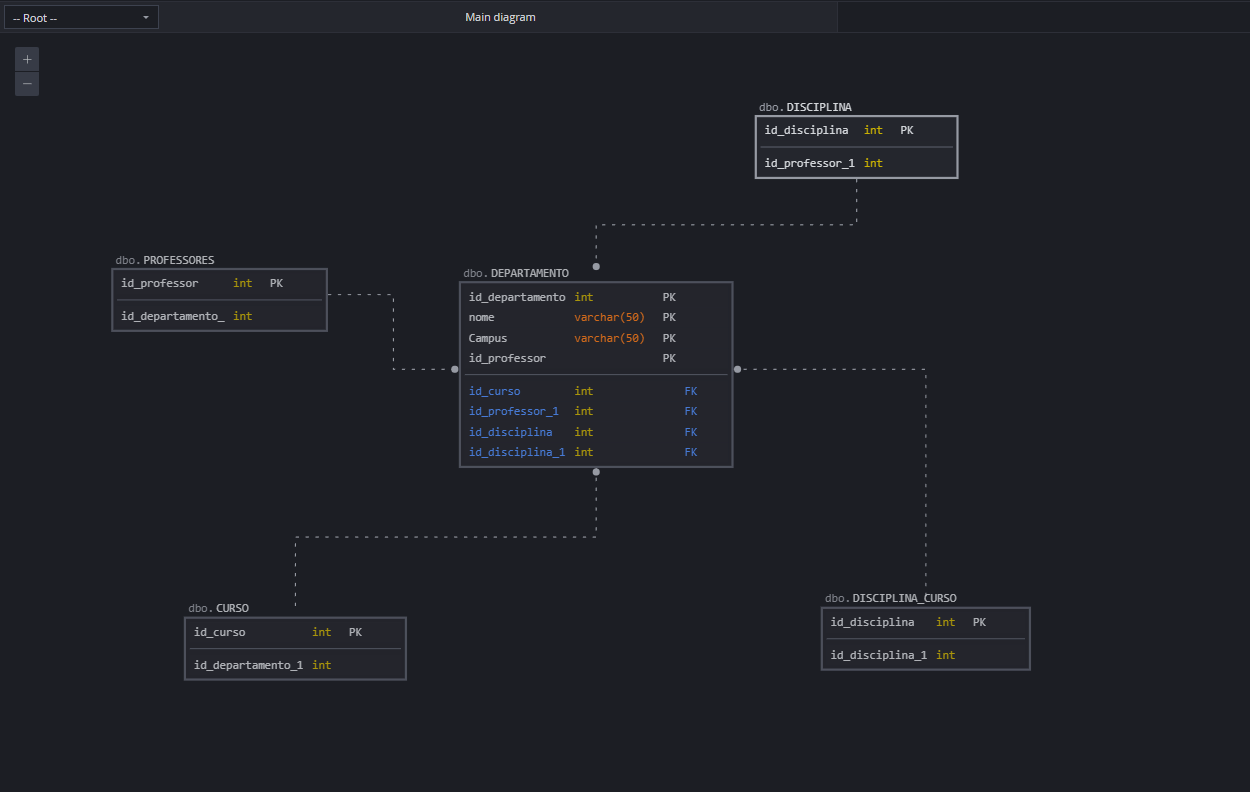 -- Root --
Main diagram
+
−
dbo.DISCIPLINA
id_disciplina int PK
id_professor_1 int
dbo.PROFESSORES
id_professor int PK
id_departamento_ int
dbo.DEPARTAMENTO
id_departamento int PK
nome varchar(50) PK
Campus varchar(50) PK
id_professor PK
id_curso int FK
id_professor_1 int FK
id_disciplina int FK
id_disciplina_1 int FK
dbo.CURSO
id_curso int PK
id_departamento_1 int
dbo.DISCIPLINA_CURSO
id_disciplina int PK
id_disciplina_1 int